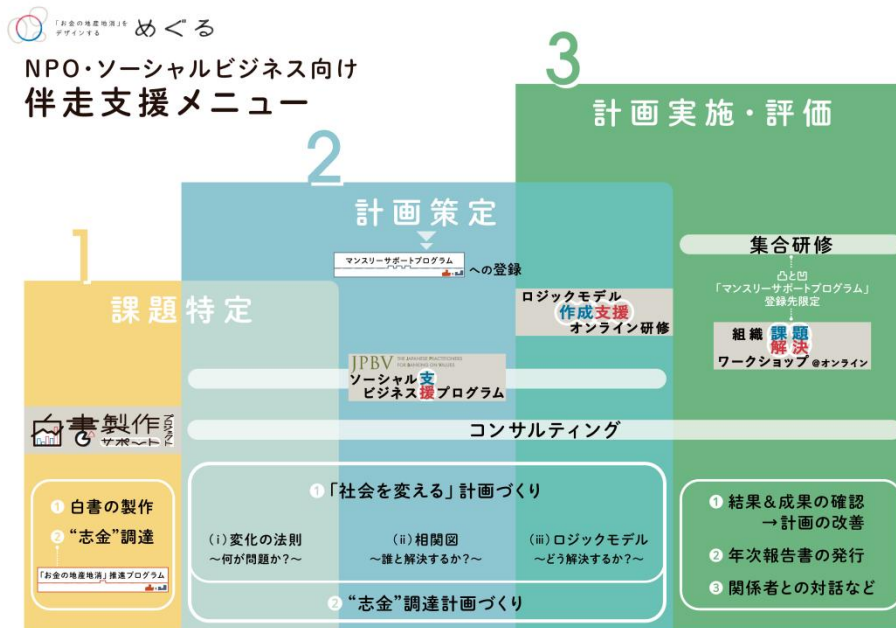 「お金の地産地消」を
デザインする
めぐる
NPO・ソーシャルビジネス向け
伴走支援メニュー
1
課題特定
2
計画策定
マンスリーサポートプログラム
への登録
3
計画実施・評価
ロジックモデル
作成支援
オンライン研修
集合研修
凸と凹
「マンスリーサポートプログラム」
登録先限定
組織 課題
解決
ワークショップ@オンライン
JPBV THE JAPANESE PRACTITIONERS
FOR BANKING ON VALUES
ソーシャル支
ビジネス援プログラム
白書製作
サポート
プロジェクト
コンサルティング
❶白書の製作
❷“志金”調達
「お金の地産地消」推進プログラム
❶「社会を変える」計画づくり
(ⅰ)変化の法則
～何が問題か?～
(ⅱ)相関図
～誰と解決するか?～
(ⅲ)ロジックモデル
～どう解決するか?～
❷“志金”調達計画づくり
❶結果&成果の確認
→計画の改善
❷年次報告書の発行
❸関係者との対話など